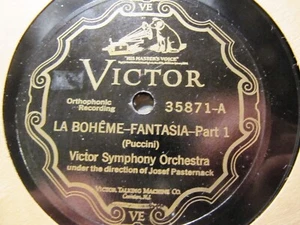 VE
"HIS MASTER'S VOICE"
VICTOR
Orthophonic
Recording
35871-A
LA BOHÊME-FANTASIA-Part 1
(Puccini)
Victor Symphony Orchestra
under the direction of Josef Pasternack
VICTOR TALKING MACHINE CO.
Camden, N.J.
VE